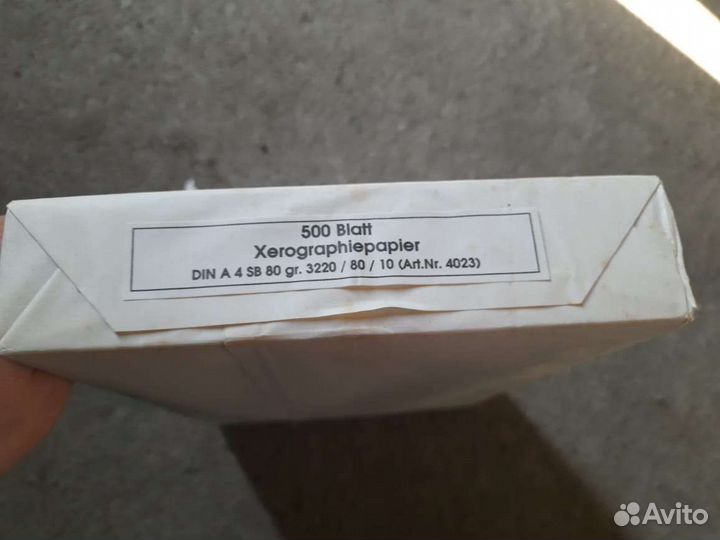 500 Blatt
Xerographiepapier
DIN A 4 SB 80 gr. 3220 / 80 / 10 (Art.Nr. 4023)
Avito